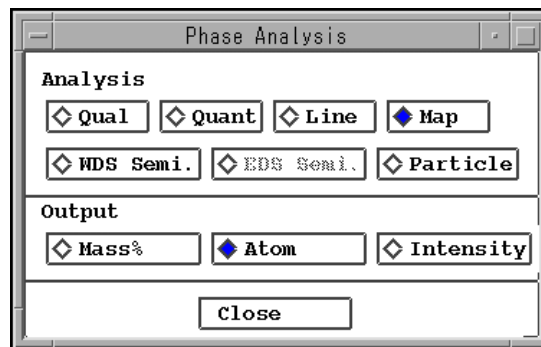 Phase Analysis
Analysis
Qual Quant Line Map
WDS Semi. EDS Semi. Particle
Output
Mass% Atom Intensity
Close